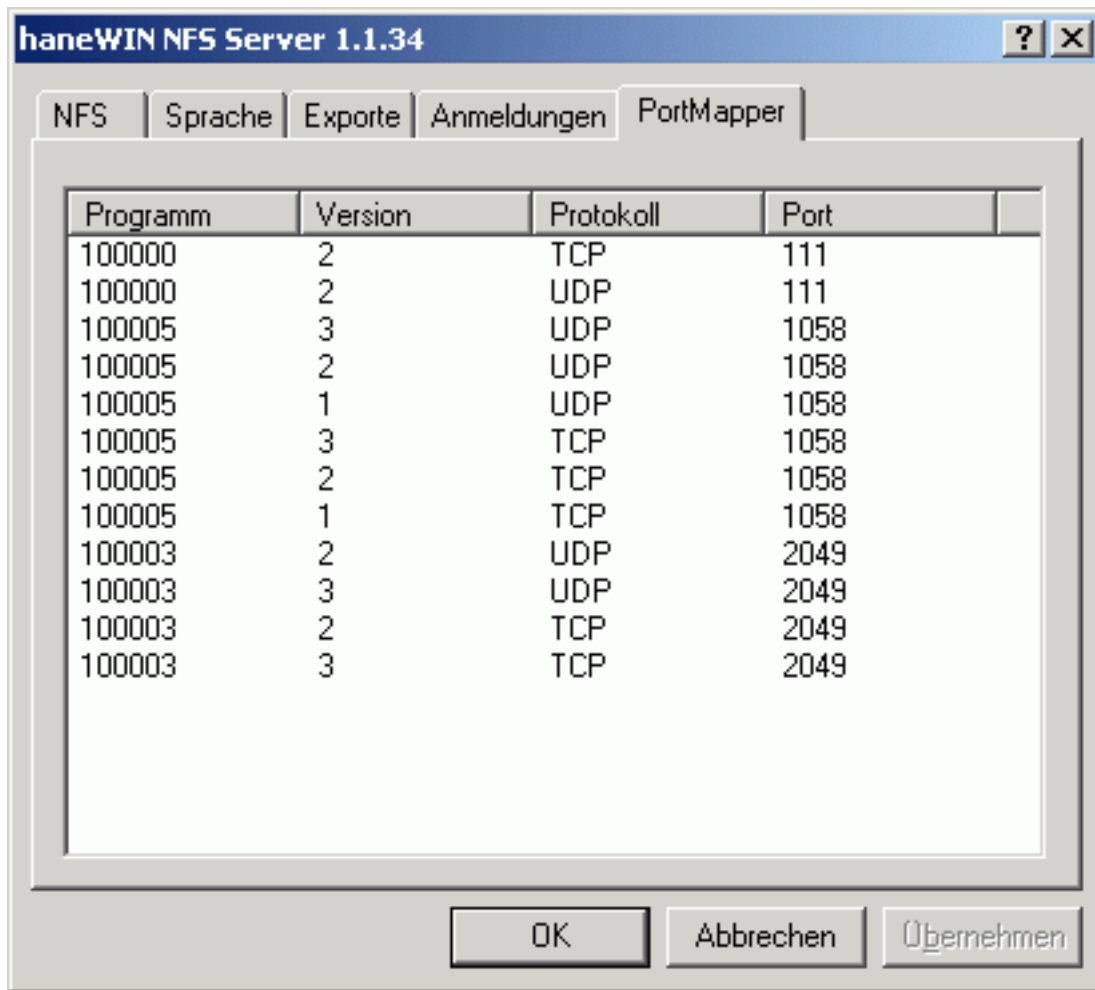 haneWIN NFS Server 1.1.34
NFS Sprache Exporte Anmeldungen PortMapper
Programm Version Protokoll Port
100000 2 TCP 111
100000 2 UDP 111
100005 3 UDP 1058
100005 2 UDP 1058
100005 1 UDP 1058
100005 3 TCP 1058
100005 2 TCP 1058
100005 1 TCP 1058
100003 2 UDP 2049
100003 3 UDP 2049
100003 2 TCP 2049
100003 3 TCP 2049
OK Abbrechen Übernehmen